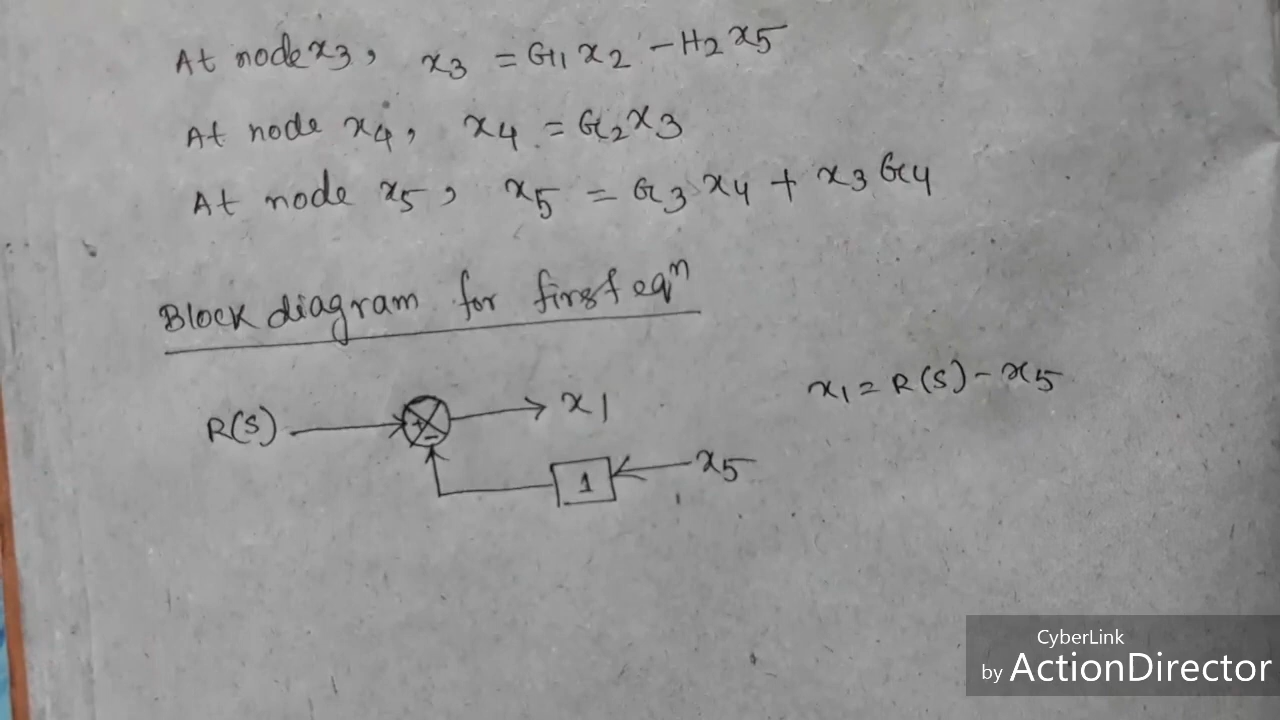 At node x3, x3 = G1 x2 - H2 x5
At node x4, x4 = G2 x3
At node x5, x5 = G3 x4 + x3 G4
Block diagram for first eqn
x1 = R(S) - x5
R(S) + - x1
1 x5
CyberLink
by ActionDirector